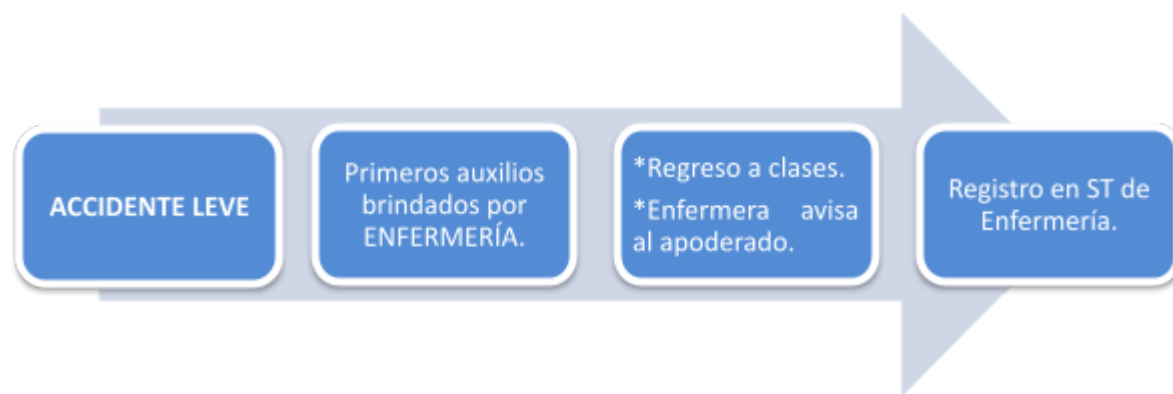 ACCIDENTE LEVE
Primeros auxilios
brindados por
ENFERMERÍA.
*Regreso a clases.
*Enfermera avisa
al apoderado.
Registro en ST de
Enfermería.